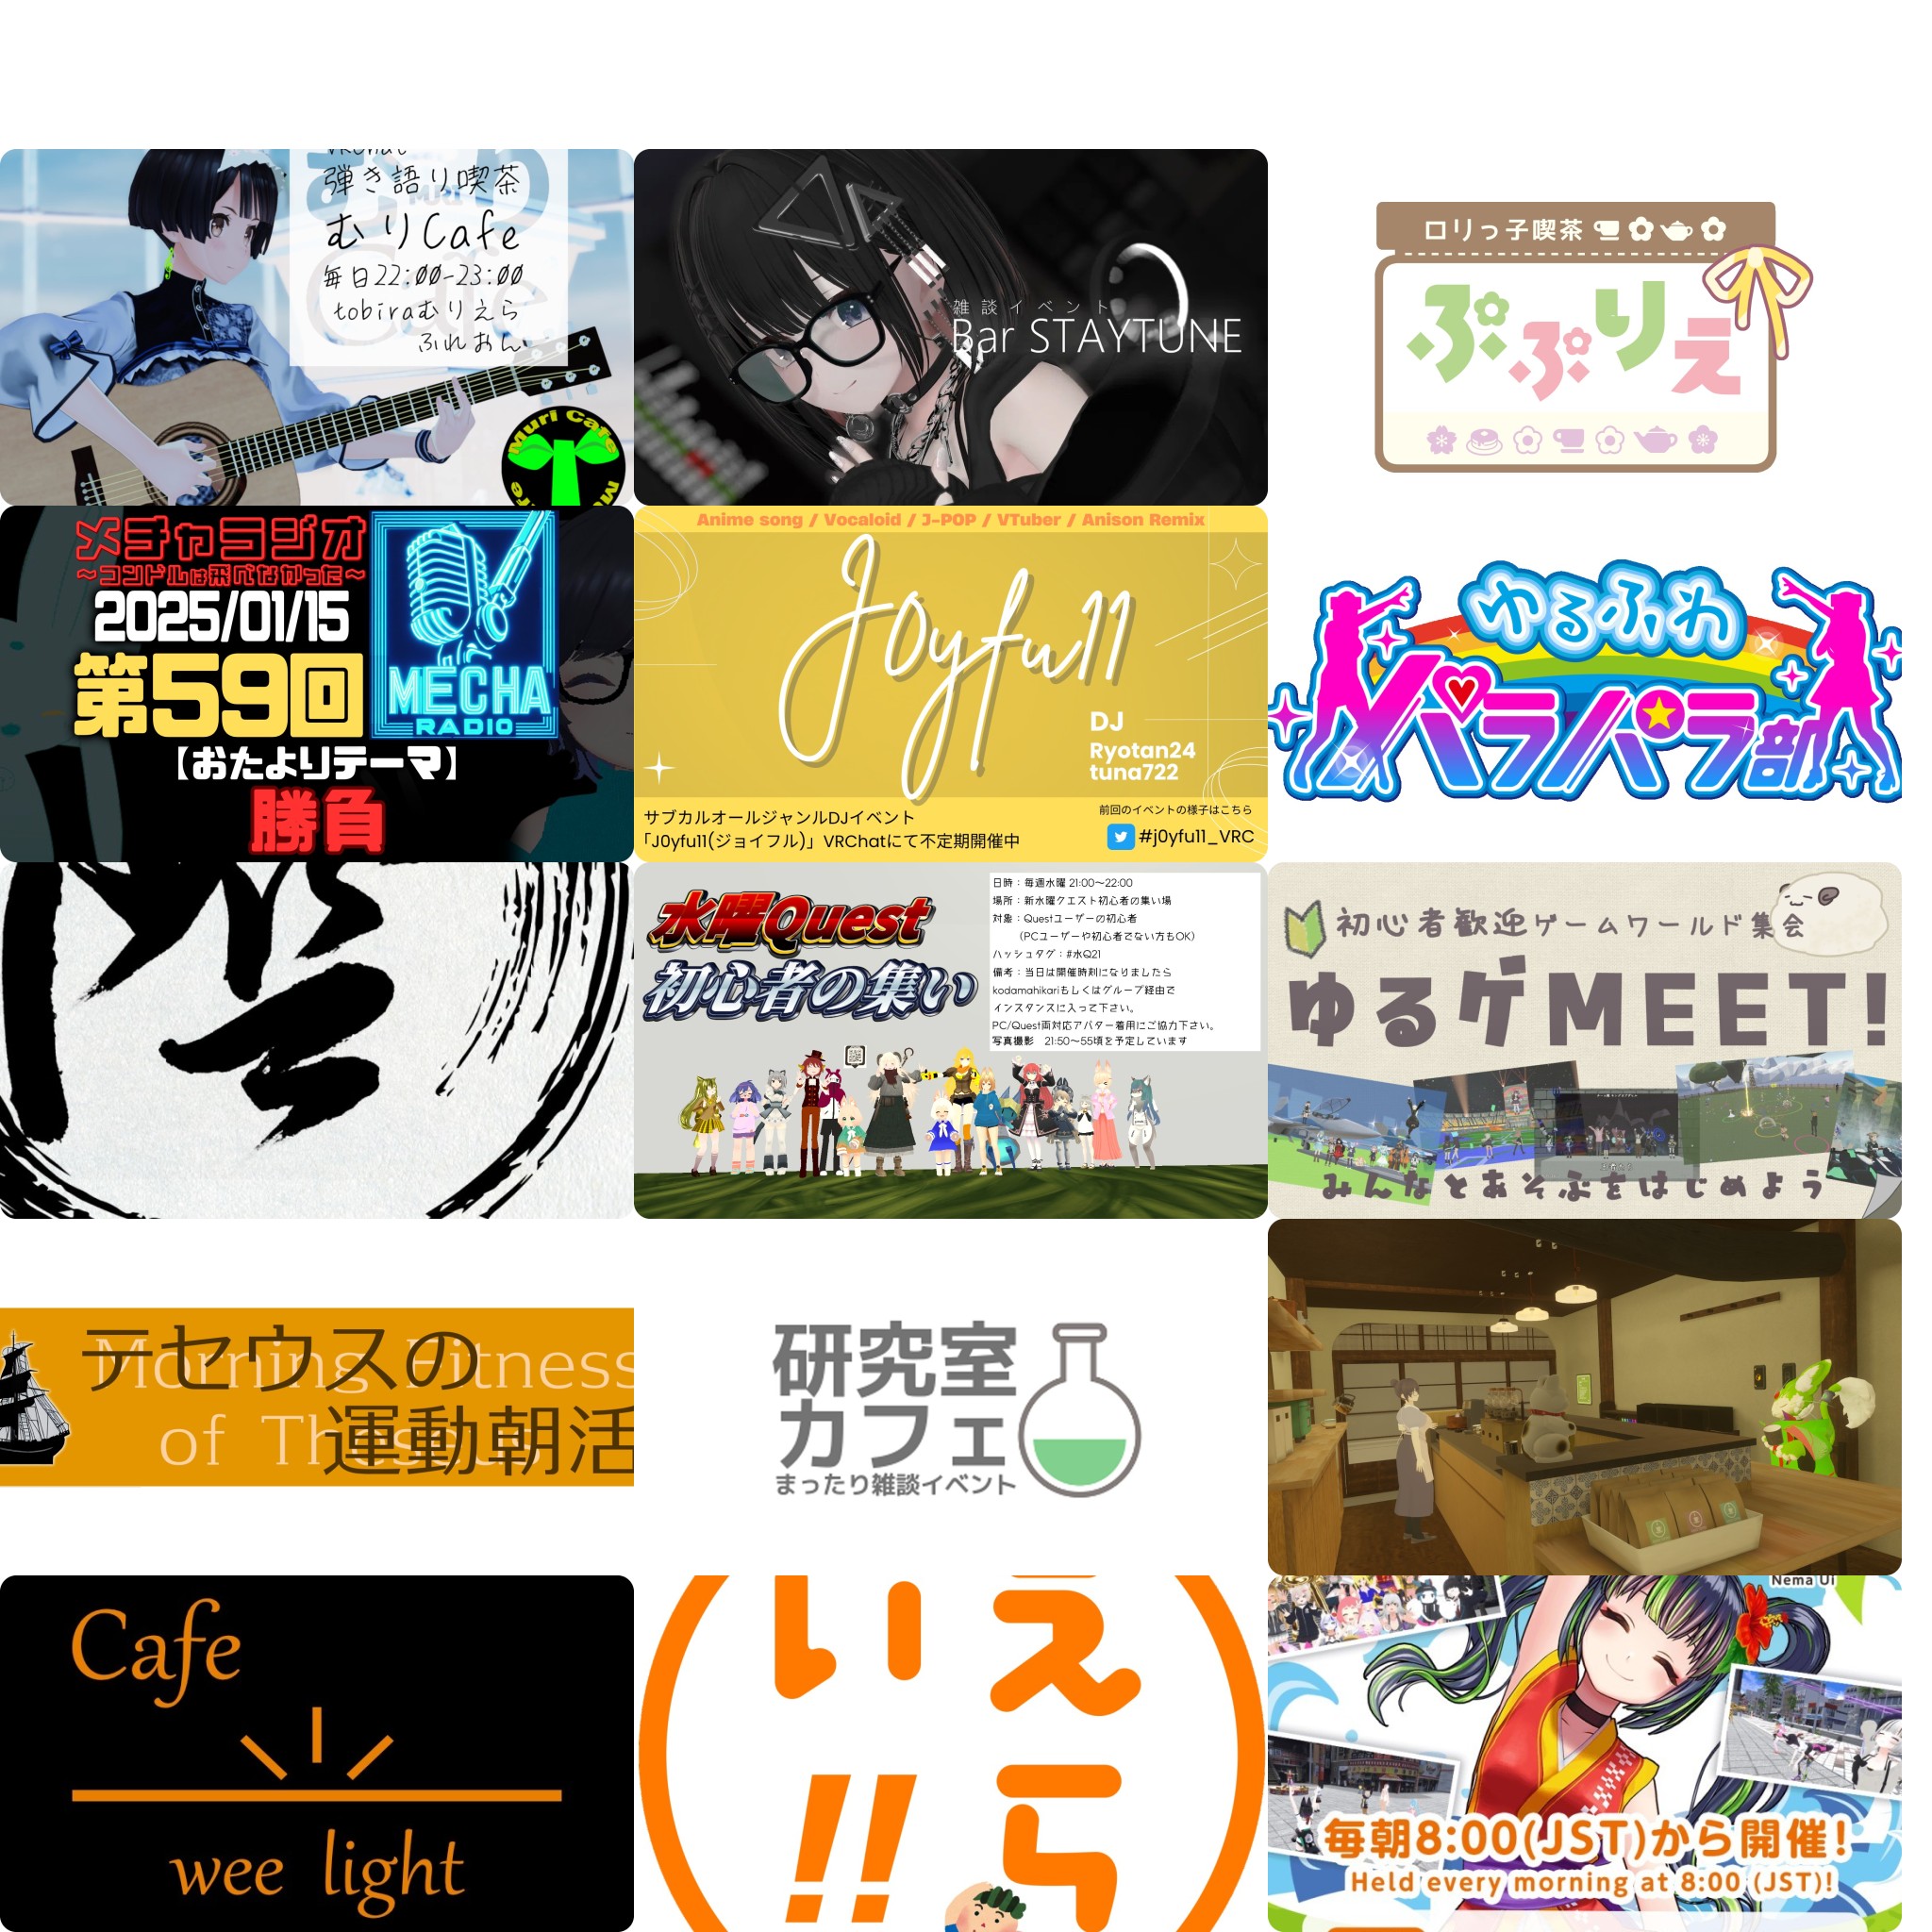 弾き語り喫茶
むりCafe
毎日22:00-23:00
tobiraむりえら
ふれおん
Muri Cafe
雑談イベント
Bar STAYTUNE
ロリっ子喫茶
ぷぷりえ
メチャラジオ
～コンドルは飛べなかった～
2025/01/15
第59回
MECHA
RADIO
【おたよりテーマ】
勝負
Anime song / Vocaloid / J-POP / VTuber / Anison Remix
J0yfu11
DJ
Ryotan24
tuna722
サブカルオールジャンルDJイベント
「J0yfu11(ジョイフル)」VRChatにて不定期開催中
前回のイベントの様子はこちら
#j0yfu11_VRC
ゆるふわ
パラパラ部
水曜Quest
初心者の集い
日時：毎週水曜 21:00～22:00
場所：新水曜クエスト初心者の集い場
対象：Questユーザーの初心者
（PCユーザーや初心者でない方もOK）
ハッシュタグ：#水Q21
備考：当日は開催時刻になりましたら
kodamahikariもしくはグループ経由で
インスタンスに入って下さい。
PC/Quest両対応アバター着用にご協力下さい。
写真撮影　21:50～55頃を予定しています
初心者歓迎ゲームワールド集会
ゆるゲMEET!
みんなとあそぶをはじめよう
テセウスの
運動朝活
Morning Fitness
of Theseus
研究室
カフェ
まったり雑談イベント
Cafe
wee light
えら
い!!
Nema Ui
毎朝8:00(JST)から開催!
Held every morning at 8:00 (JST)!